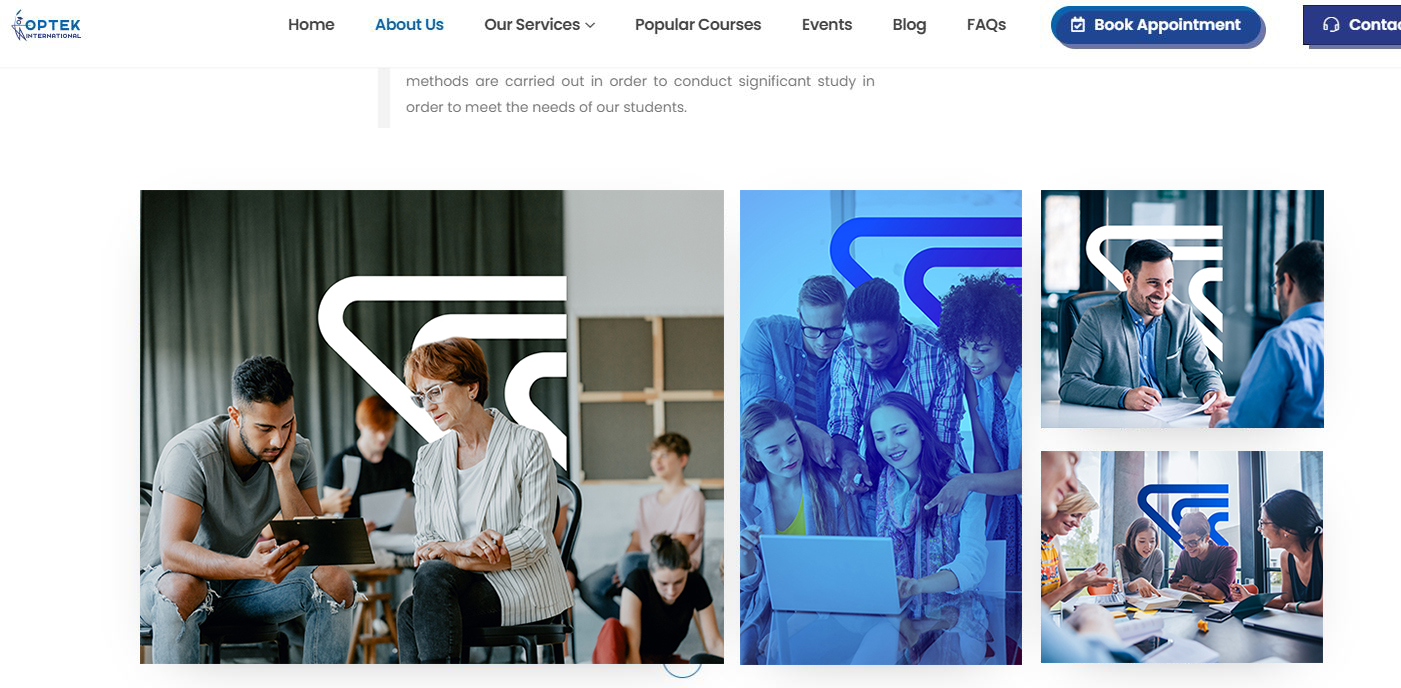 OPTEK
INTERNATIONAL
Home
About Us
Our Services
Popular Courses
Events
Blog
FAQs
Book Appointment
Contac
methods are carried out in order to conduct significant study in
order to meet the needs of our students.